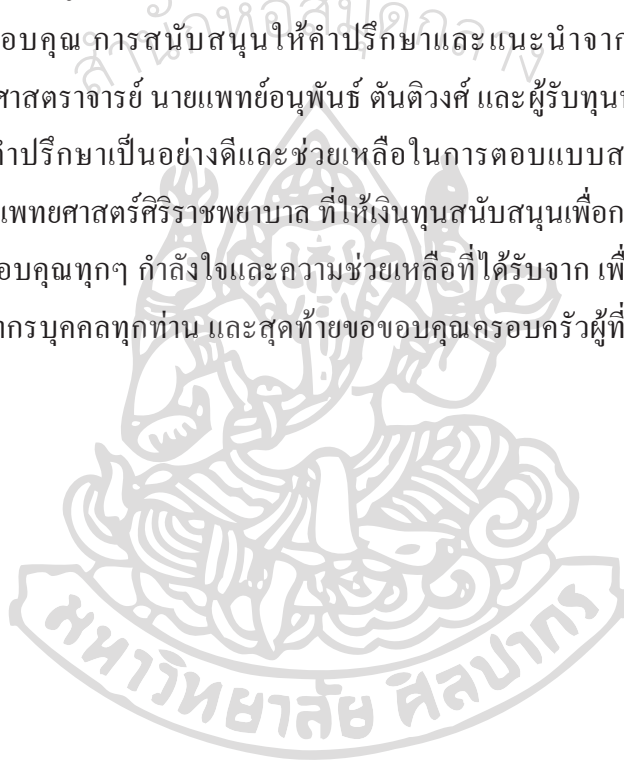 สำนักหอสมุดกลาง
อบคุณ การสนับสนุนให้คำปรึกษาและแนะนำจาก
ศาสตราจารย์ นายแพทย์อนุพันธ์ ตันติวงศ์ และผู้รับทุน
คำปรึกษาเป็นอย่างดีและช่วยเหลือในการตอบแบบส
แพทยศาสตร์ศิริราชพยาบาล ที่ให้เงินทุนสนับสนุนเพื่อก
อบคุณทุกๆ กำลังใจและความช่วยเหลือที่ได้รับจาก เพื่
ากรบุคคลทุกท่าน และสุดท้ายขอขอบคุณครอบครัวผู้ที่
มหาวิทยาลัย ศิลปากร